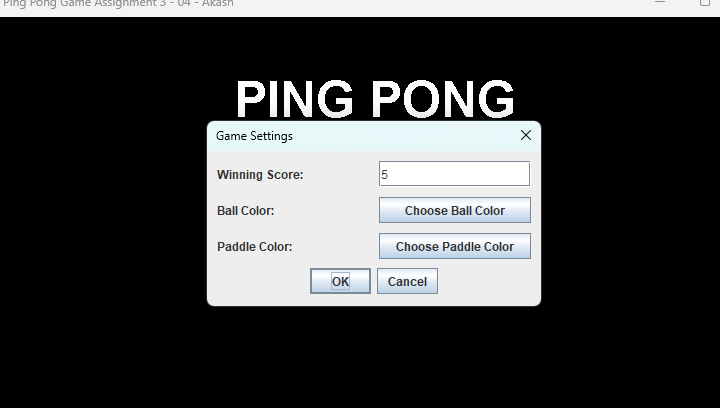 Ping Pong Game Assignment 3 - 04 - Akash
PING PONG
Game Settings
Winning Score: 5
Ball Color: Choose Ball Color
Paddle Color: Choose Paddle Color
OK Cancel